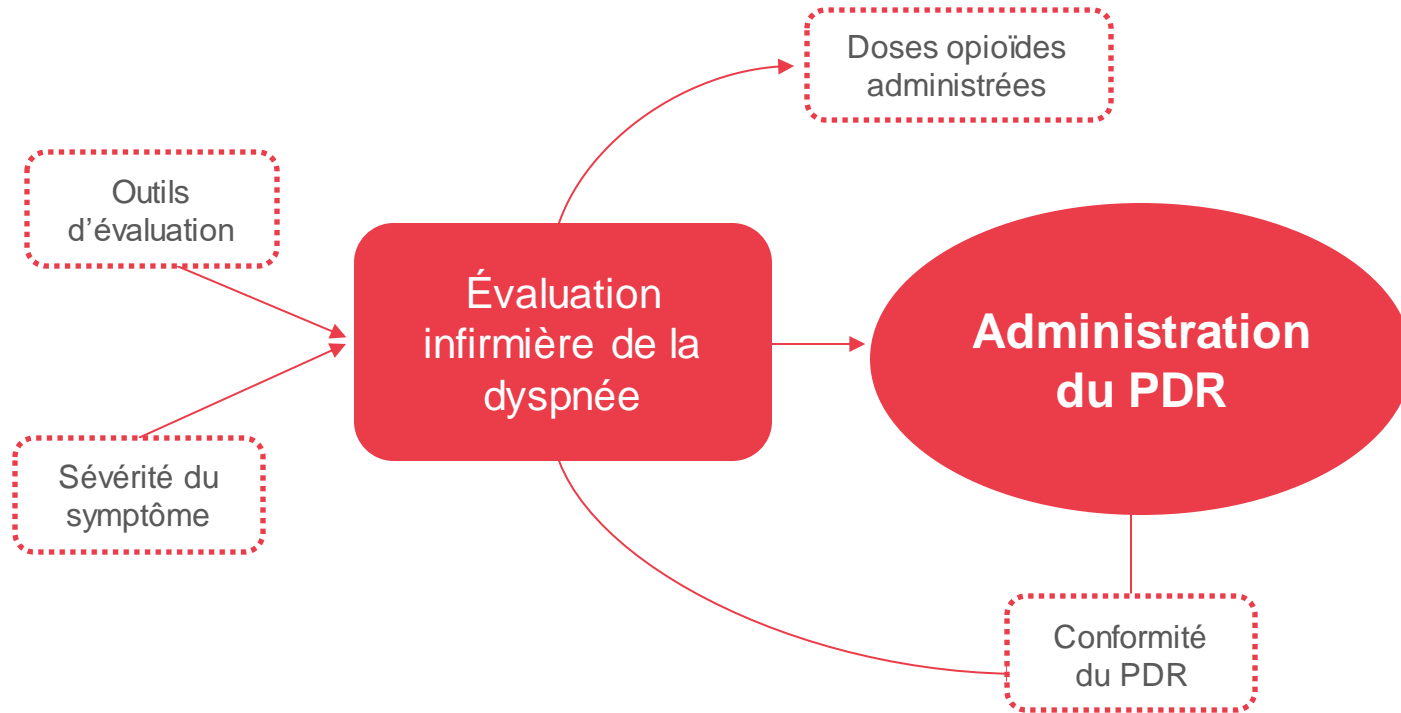 Doses opioïdes
administrées
Outils
d’évaluation
Évaluation
infirmière de la
dyspnée
Administration
du PDR
Sévérité du
symptôme
Conformité
du PDR